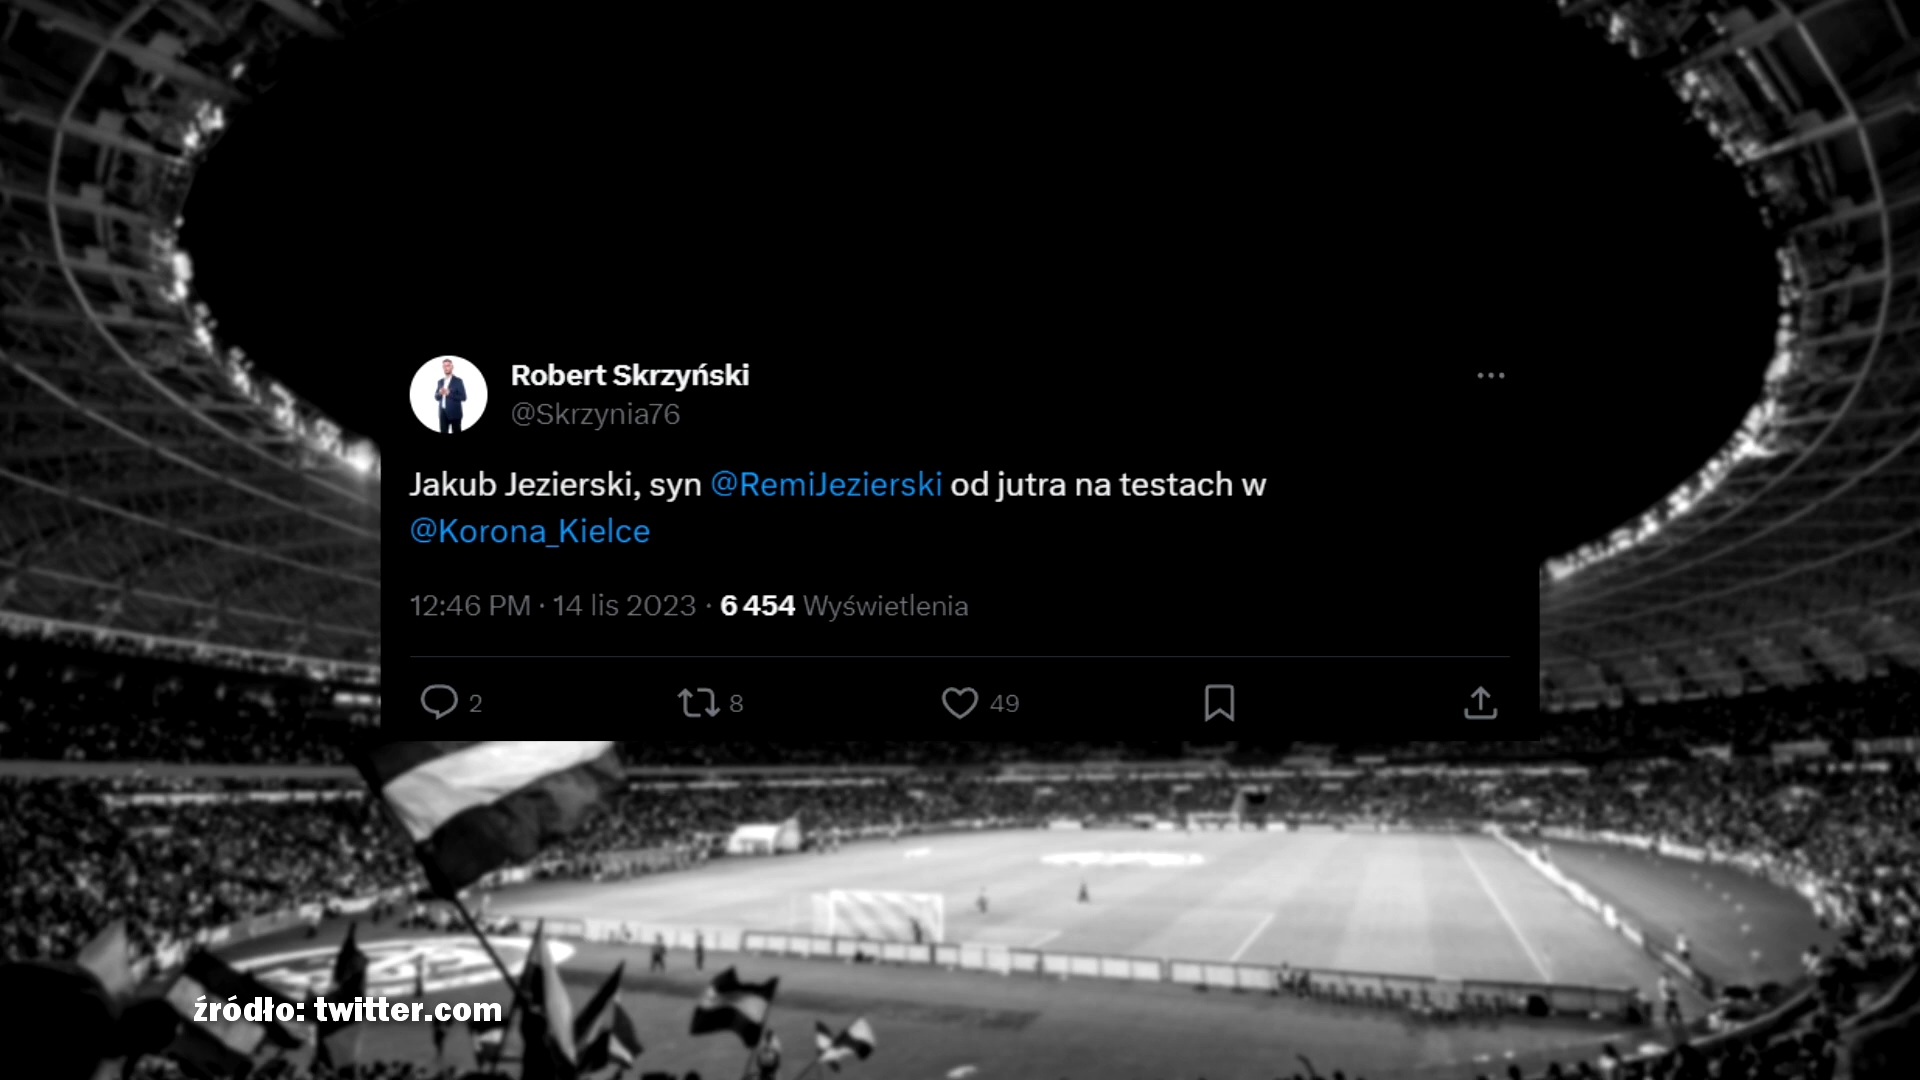 Robert Skrzyński
@Skrzynia76
Jakub Jezierski, syn @RemiJezierski od jutra na testach w
@Korona_Kielce
12:46 PM · 14 lis 2023 · 6 454 Wyświetlenia
2 8 49
źródło: twitter.com